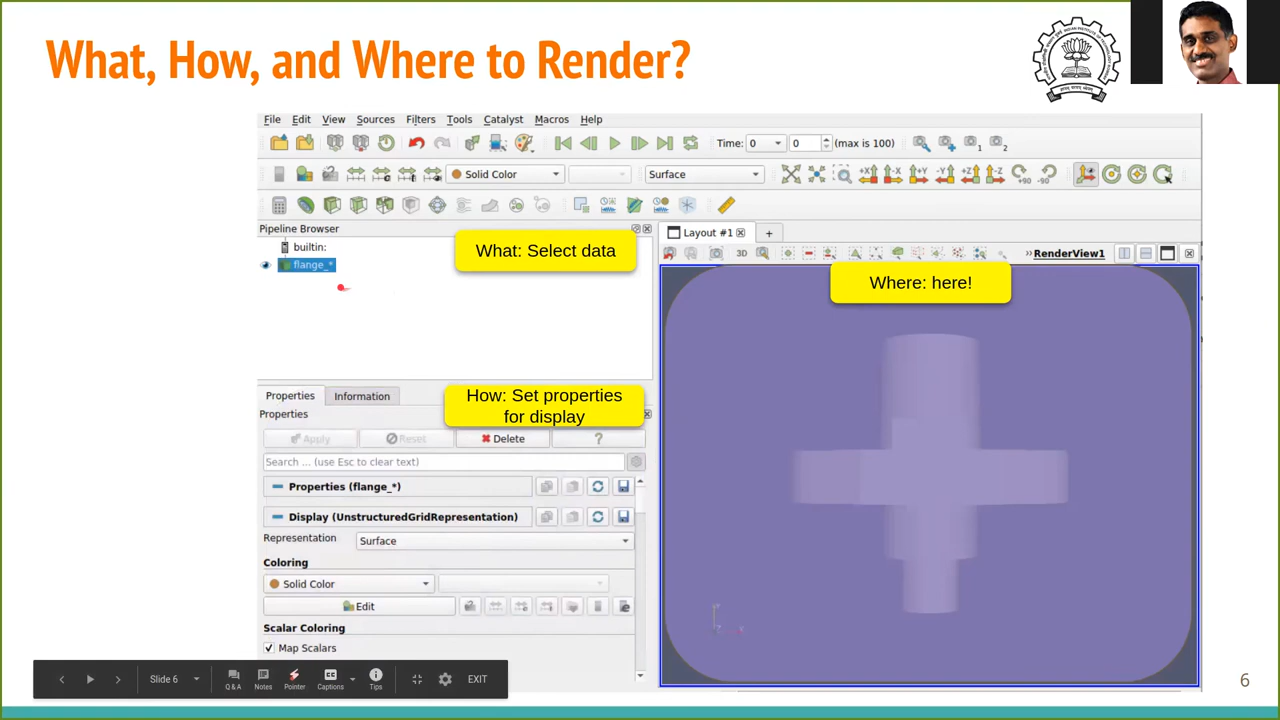 What, How, and Where to Render?
File Edit View Sources Filters Tools Catalyst Macros Help
Time: 0 0 (max is 100)
Solid Color Surface
+X -X +Y -Y +Z -Z +90 -90
Pipeline Browser
builtin:
flange_*
What: Select data
Layout #1
+
3D
RenderView1
Where: here!
Properties Information
Properties
How: Set properties
for display
Apply Reset Delete ?
Search ... (use Esc to clear text)
Properties (flange_*)
Display (UnstructuredGridRepresentation)
Representation Surface
Coloring
Solid Color
Edit
Scalar Coloring
Map Scalars
Slide 6
Q & A Notes Pointer Captions Tips
EXIT
6